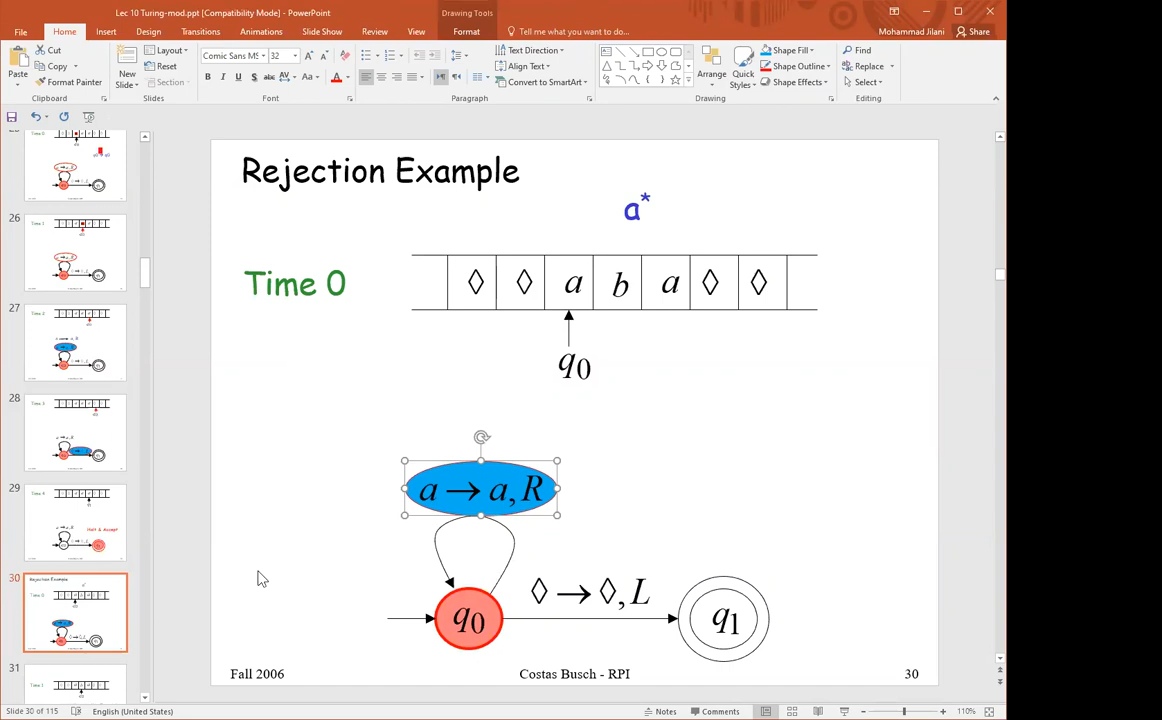 Lec 10 Turing-mod.ppt [Compatibility Mode] - PowerPoint
Drawing Tools
File Home Insert Design Transitions Animations Slide Show Review View Format Tell me what you want to do... Mohammad Jilani Share
Paste
Cut
Copy
Format Painter
Clipboard
New Slide
Layout
Reset
Section
Slides
Comic Sans MS 32
B I U S abc AV Aa A
Font
Text Direction
Align Text
Convert to SmartArt
Paragraph
Arrange
Quick Styles
Shape Fill
Shape Outline
Shape Effects
Drawing
Find
Replace
Select
Editing
26
27
28
29
30
31
Rejection Example
a*
Time 0
◊ ◊ a b a ◊ ◊
q0
a → a, R
◊ → ◊, L
q0
q1
Fall 2006 Costas Busch - RPI 30
Slide 30 of 115 English (United States) Notes Comments 110%